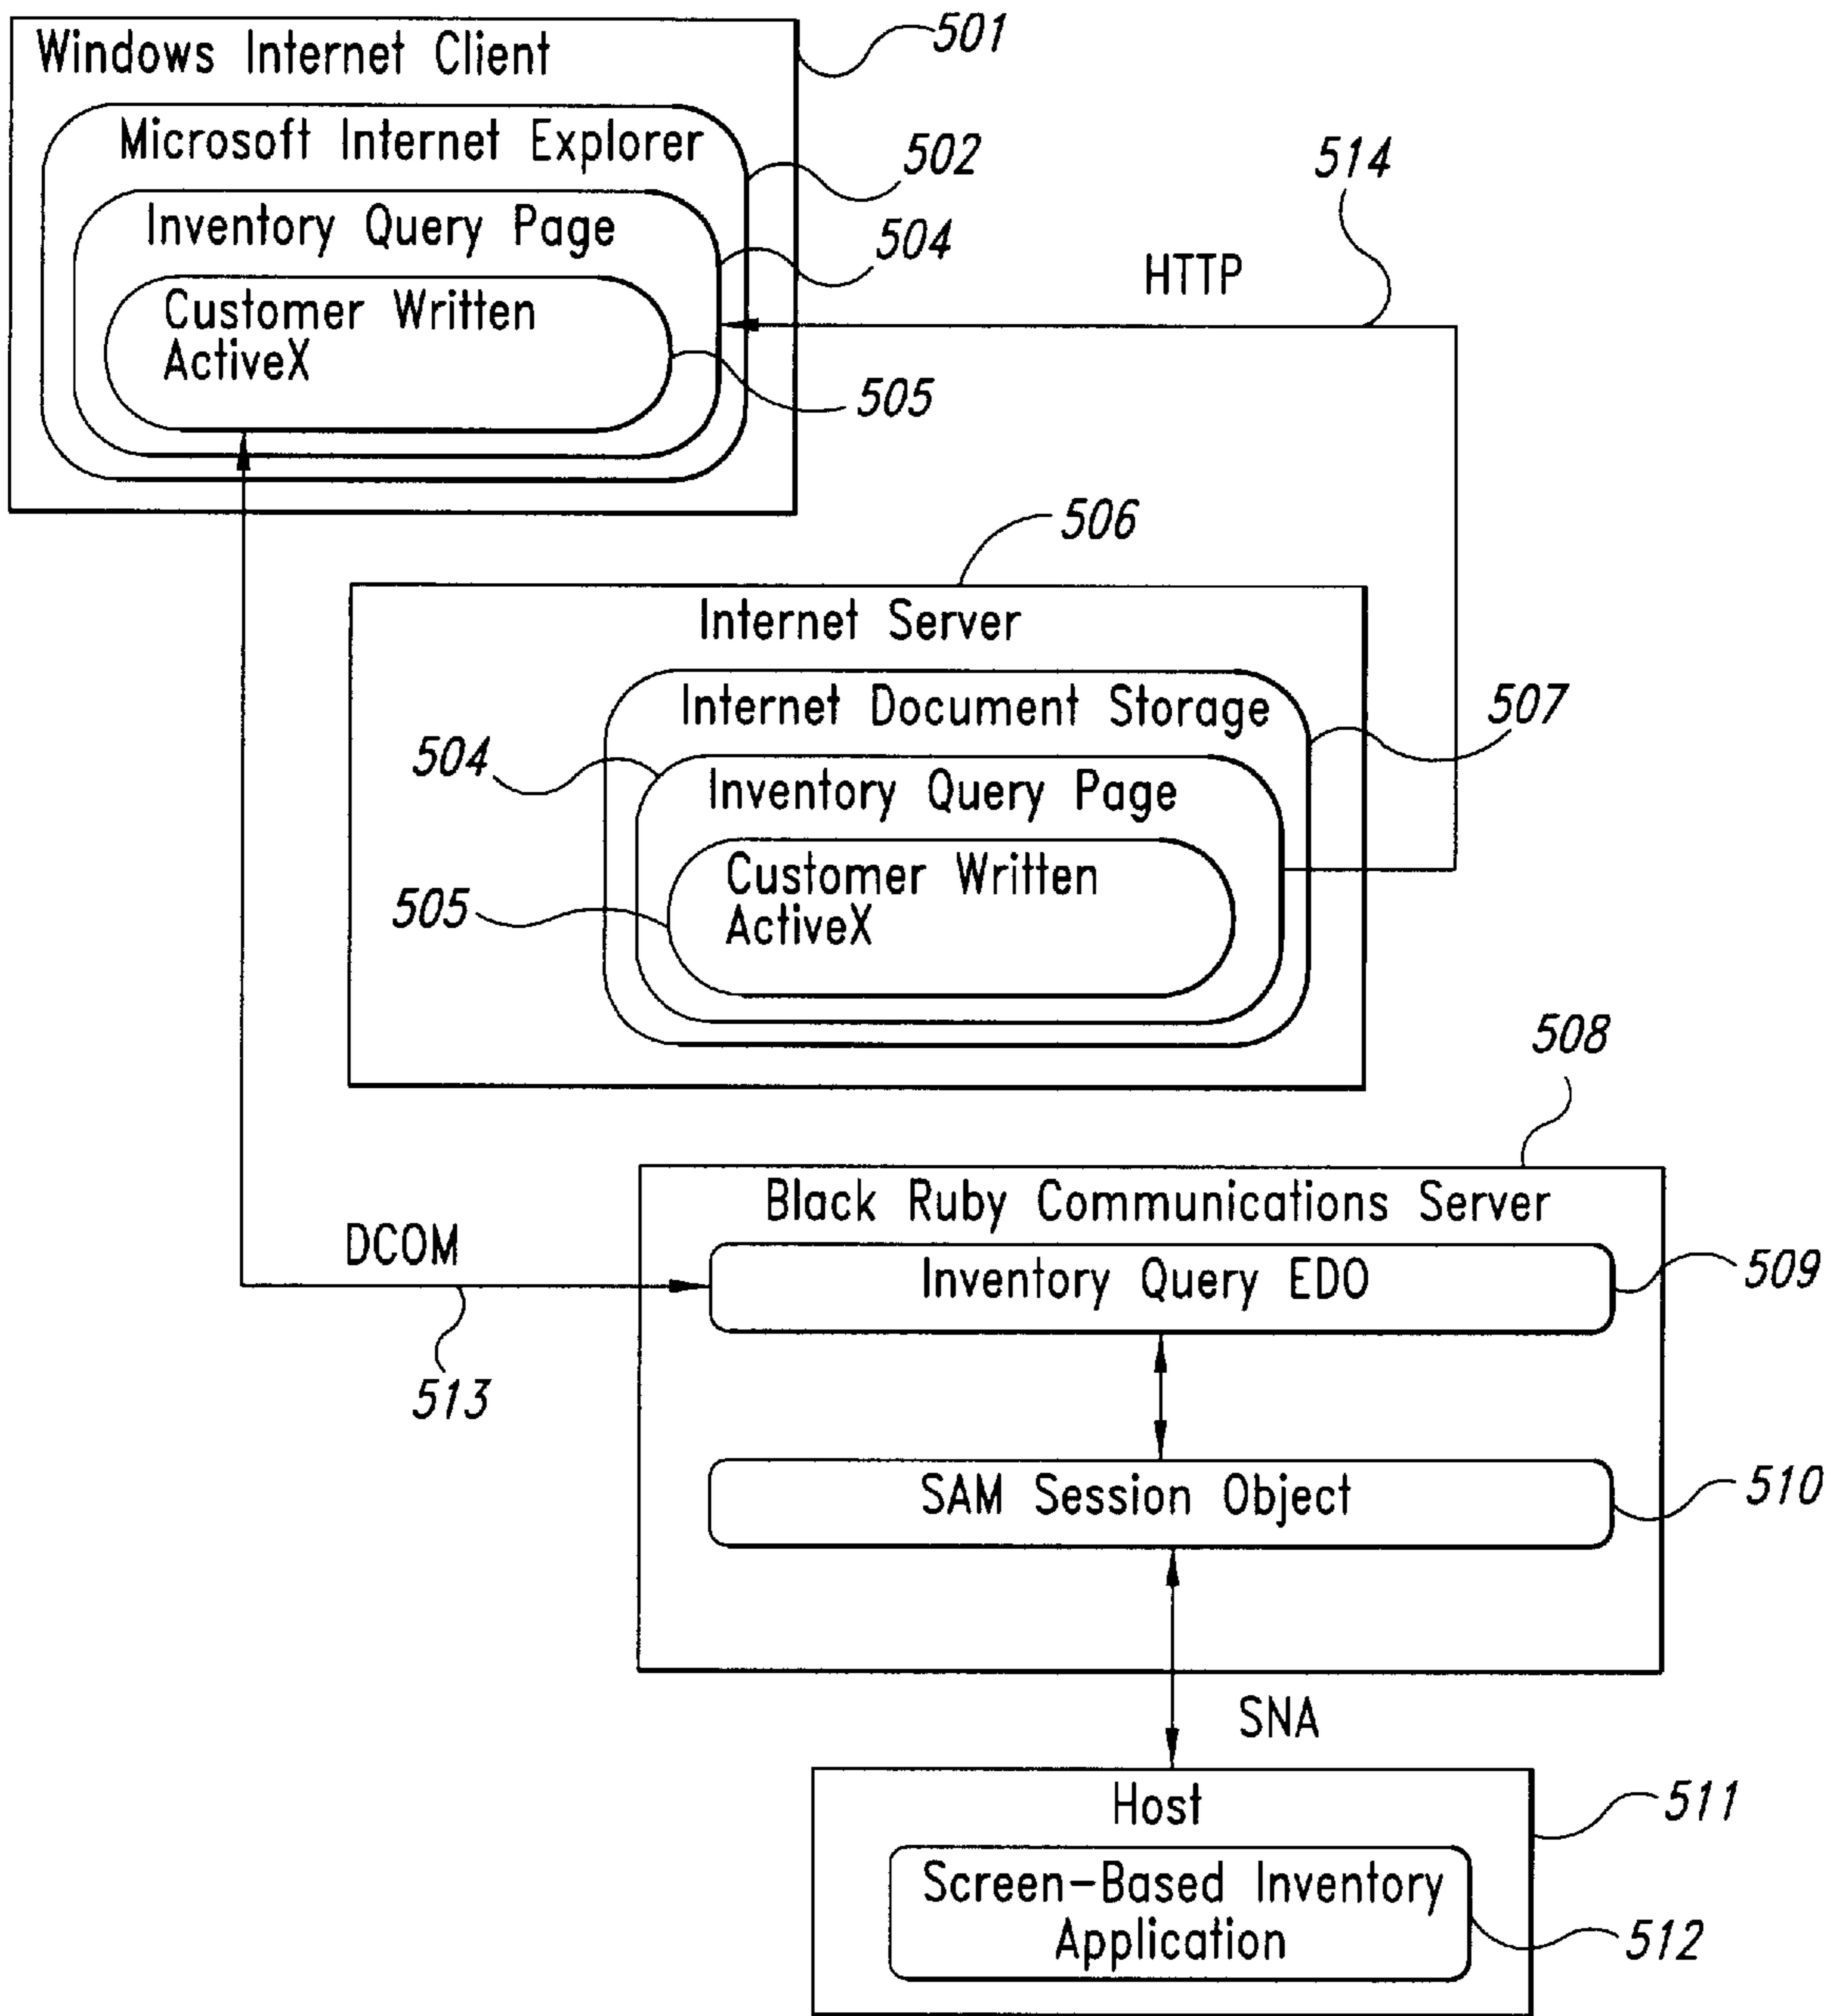 Windows Internet Client
501
Microsoft Internet Explorer
502
514
Inventory Query Page
504
HTTP
Customer Written
ActiveX
505
506
Internet Server
Internet Document Storage
507
504
Inventory Query Page
Customer Written
ActiveX
505
508
Black Ruby Communications Server
DCOM
Inventory Query EDO
509
513
SAM Session Object
510
SNA
Host
511
Screen-Based Inventory
Application
512